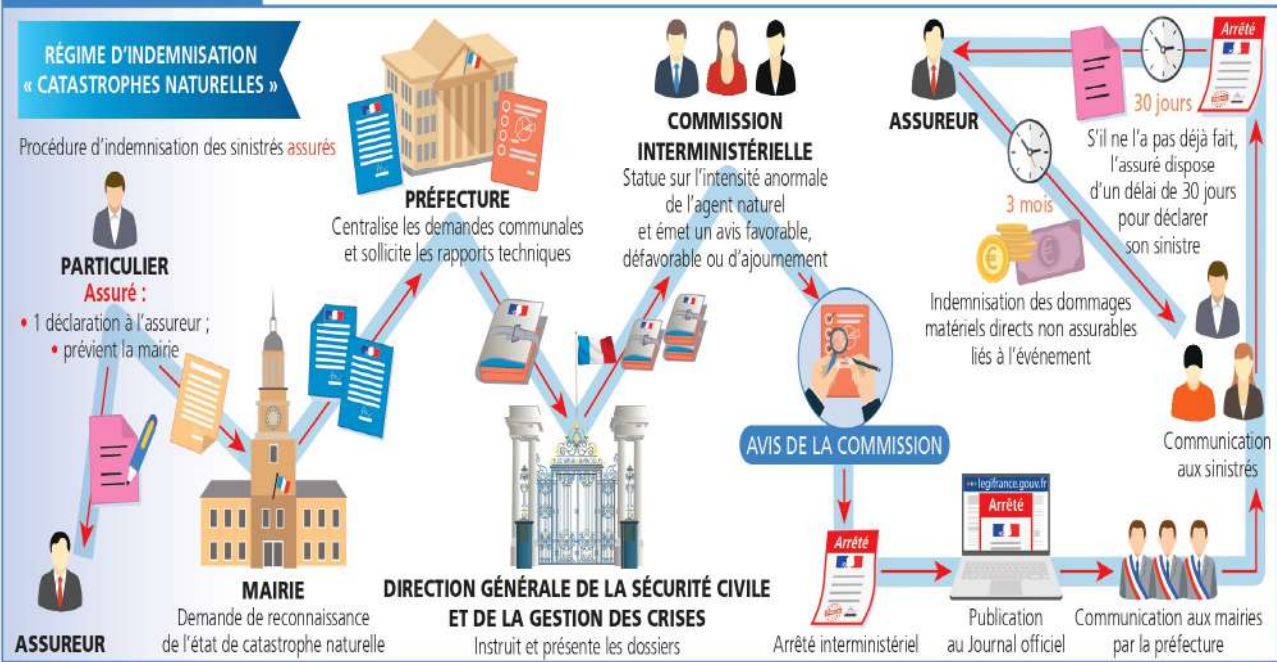 RÉGIME D'INDEMNISATION
« CATASTROPHES NATURELLES »
Procédure d'indemnisation des sinistrés assurés
PARTICULIER
Assuré :
• 1 déclaration à l'assureur ;
• prévient la mairie
ASSUREUR
MAIRIE
Demande de reconnaissance
de l'état de catastrophe naturelle
PRÉFECTURE
Centralise les demandes communales
et sollicite les rapports techniques
DIRECTION GÉNÉRALE DE LA SÉCURITÉ CIVILE
ET DE LA GESTION DES CRISES
Instruit et présente les dossiers
COMMISSION
INTERMINISTÉRIELLE
Statue sur l'intensité anormale
de l'agent naturel
et émet un avis favorable,
défavorable ou d'ajournement
AVIS DE LA COMMISSION
Arrêté
Arrêté interministériel
legifrance.gouv.fr
Arrêté
Publication
au Journal officiel
Communication aux mairies
par la préfecture
Communication
aux sinistrés
Arrêté
30 jours
S'il ne l'a pas déjà fait,
l'assuré dispose
d'un délai de 30 jours
pour déclarer
son sinistre
ASSUREUR
3 mois
Indemnisation des dommages
matériels directs non assurables
liés à l'événement